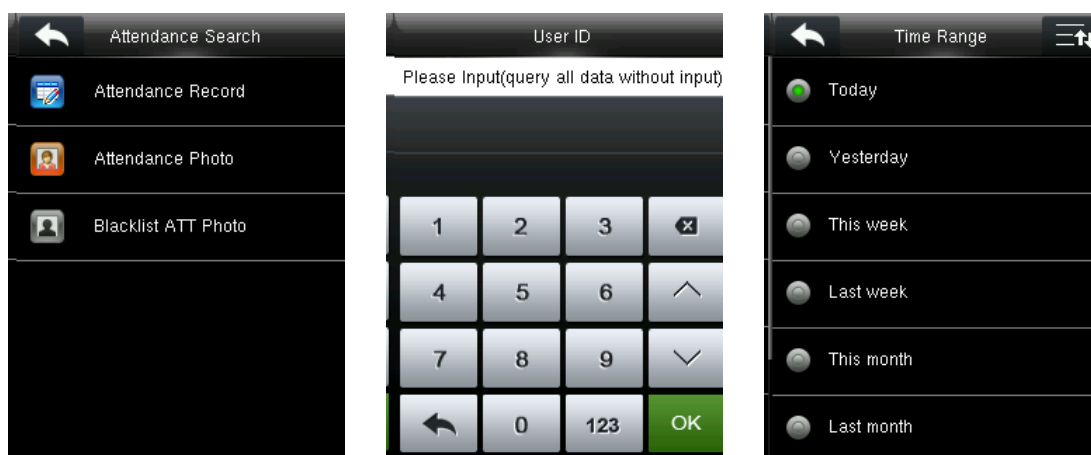 Attendance Search
Attendance Record
Attendance Photo
Blacklist ATT Photo
User ID
Please Input(query all data without input)
1 2 3
4 5 6
7 8 9
0 123 OK
Time Range
Today
Yesterday
This week
Last week
This month
Last month